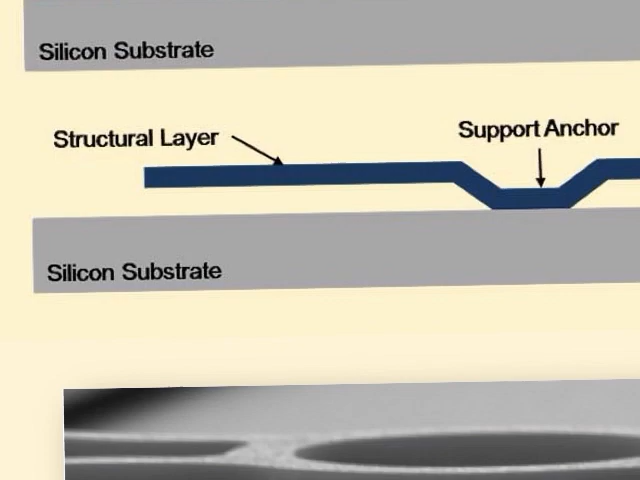 Silicon Substrate
Structural Layer
Support Anchor
Silicon Substrate